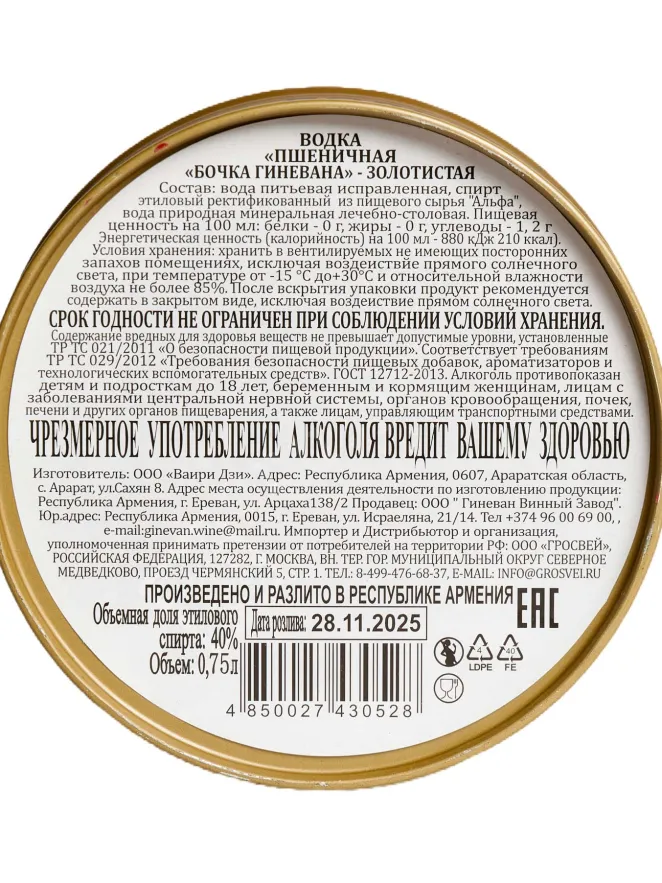 ВОДКА
«ПШЕНИЧНАЯ
«БОЧКА ГИНЕВАНА» - ЗОЛОТИСТАЯ
Состав: вода питьевая исправленная, спирт
этиловый ректификованный из пищевого сырья "Альфа",
вода природная минеральная лечебно-столовая. Пищевая
ценность на 100 мл: белки - 0 г, жиры - 0 г, углеводы - 1, 2 г
Энергетическая ценность (калорийность) на 100 мл - 880 кДж 210 ккал).
Условия хранения: хранить в вентилируемых не имеющих посторонних
запахов помещениях, исключая воздействие прямого солнечного
света, при температуре от -15 °С до+30°С и относительной влажности
воздуха не более 85%. После вскрытия упаковки продукт рекомендуется
содержать в закрытом виде, исключая воздействие прямом солнечного света.
СРОК ГОДНОСТИ НЕ ОГРАНИЧЕН ПРИ СОБЛЮДЕНИИ УСЛОВИЙ ХРАНЕНИЯ.
Содержание вредных для здоровья веществ не превышает допустимые уровни, установленные
ТР ТС 021/2011 «О безопасности пищевой продукции». Соответствует требованиям
ТР ТС 029/2012 «Требования безопасности пищевых добавок, ароматизаторов и
технологических вспомогательных средств». ГОСТ 12712-2013. Алкоголь противопоказан
детям и подросткам до 18 лет, беременным и кормящим женщинам, лицам с
заболеваниями центральной нервной системы, органов кровообращения, почек,
печени и других органов пищеварения, а также лицам, управляющим транспортными средствами.
ЧРЕЗМЕРНОЕ УПОТРЕБЛЕНИЕ АЛКОГОЛЯ ВРЕДИТ ВАШЕМУ ЗДОРОВЬЮ
Изготовитель: ООО «Ваири Дзи». Адрес: Республика Армения, 0607, Араратская область,
с. Арарат, ул.Сахян 8. Адрес места осуществления деятельности по изготовлению продукции:
Республика Армения, г. Ереван, ул. Арцаха138/2 Продавец: ООО " Гиневан Винный Завод".
Юр.адрес: Республика Армения, 0015, г. Ереван, ул. Исраеляна, 21/14. Тел +374 96 00 69 00, ,
e-mail:ginevan.wine@mail.ru. Импортер и Дистрибьютор и организация,
уполномоченная принимать претензии от потребителей на территории РФ: ООО «ГРОСВЕЙ»,
РОССИЙСКАЯ ФЕДЕРАЦИЯ, 127282, Г. МОСКВА, ВН. ТЕР. ГОР. МУНИЦИПАЛЬНЫЙ ОКРУГ СЕВЕРНОЕ
МЕДВЕДКОВО, ПРОЕЗД ЧЕРМЯНСКИЙ 5, СТР. 1. ТЕЛ.: 8-499-476-68-37, E-MAIL: INFO@GROSVEI.RU
ПРОИЗВЕДЕНО И РАЗЛИТО В РЕСПУБЛИКЕ АРМЕНИЯ EAC
Объемная доля этилового
спирта: 40%
Объем: 0,75л
Дата розлива: 28.11.2025
4 LDPE
40 FE
4 850027 430528